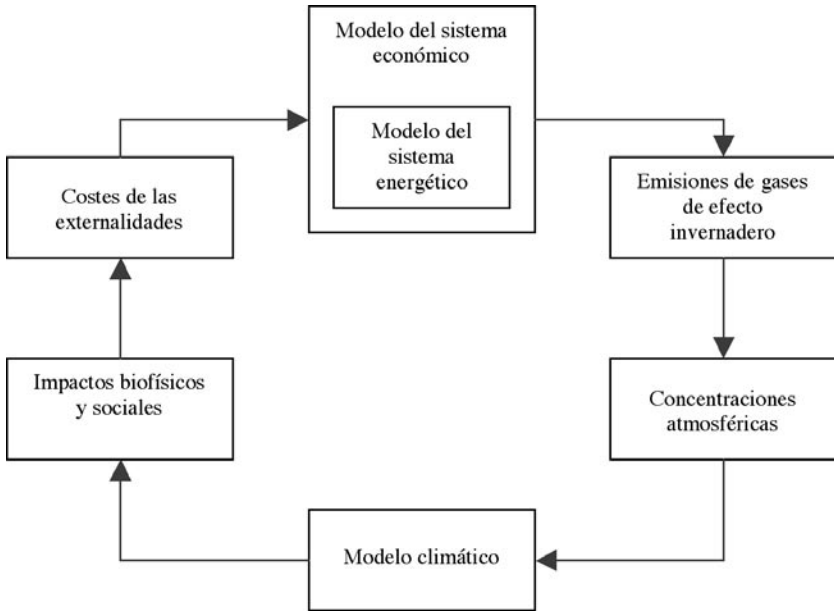 Modelo del sistema
económico
Modelo del
sistema
energético
Costes de las
externalidades
Emisiones de gases
de efecto
invernadero
Impactos biofísicos
y sociales
Concentraciones
atmosféricas
Modelo climático